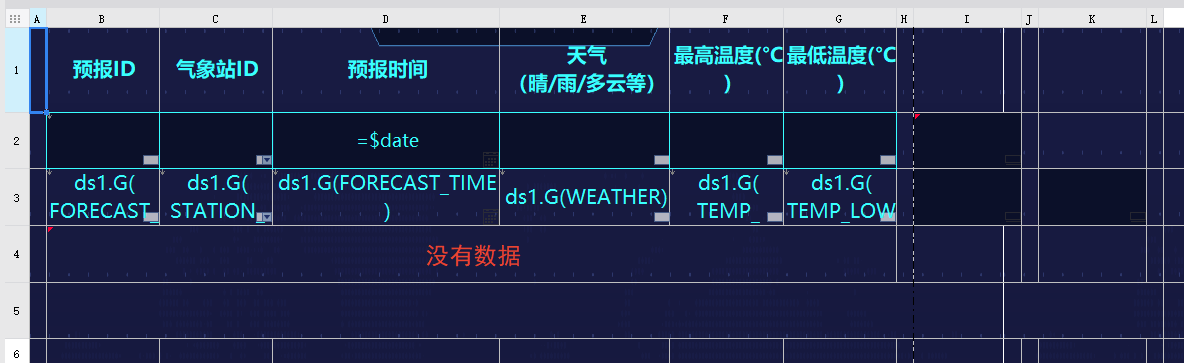 A B C D E F G H I J K L
1
预报ID 气象站ID 预报时间 天气 最高温度(℃ 最低温度(℃
（晴/雨/多云等） ) )
2
=$date
3
ds1.G( ds1.G( ds1.G(FORECAST_TIME ds1.G(WEATHER) ds1.G( ds1.G(
FORECAST_ STATION_ ) TEMP_ TEMP_LOW
4
没有数据
5
6